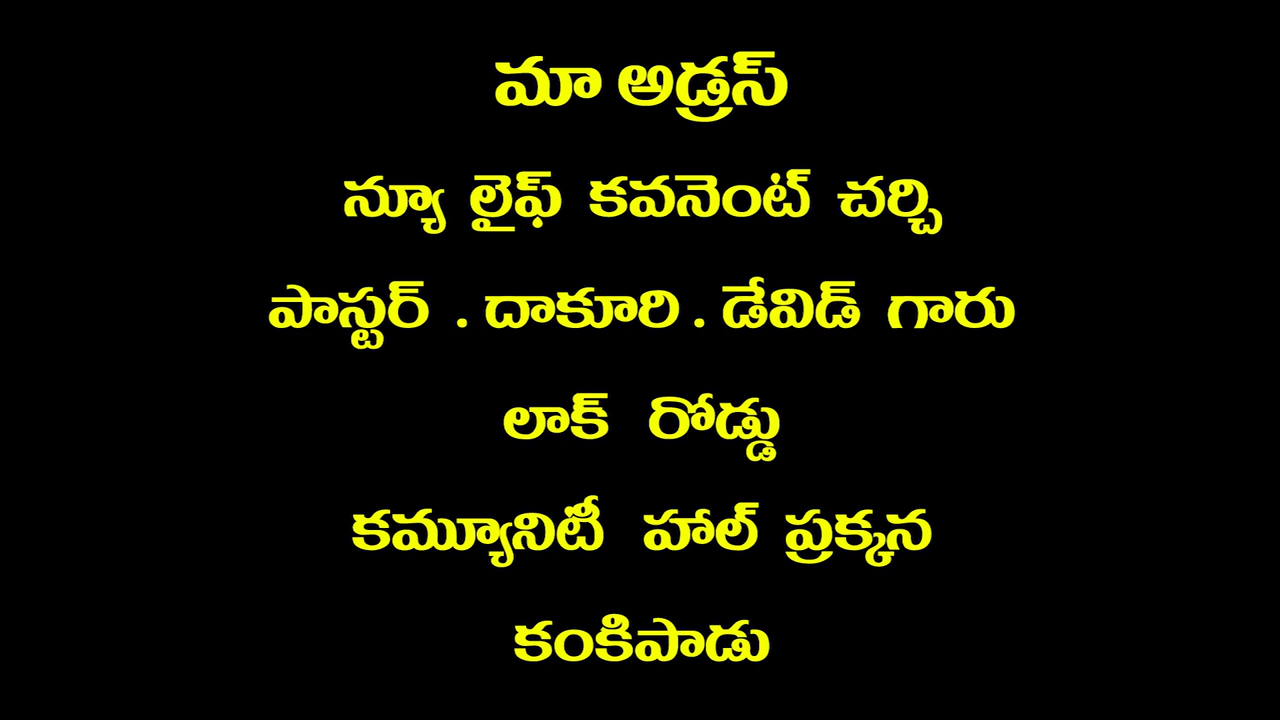 మా అడ్రస్
న్యూ లైఫ్ కవనెంట్ చర్చి
పాస్టర్ . దాకూరి . డేవిడ్ గారు
లాక్ రోడ్డు
కమ్యూనిటీ హాల్ ప్రక్కన
కంకిపాడు